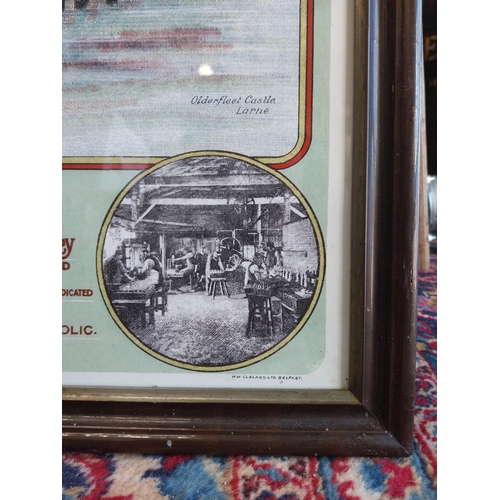 Olderfleet Castle
Larne
ey
D
DICATED
OLIC.
W.& G. CLELAND LTD. BELFAST.